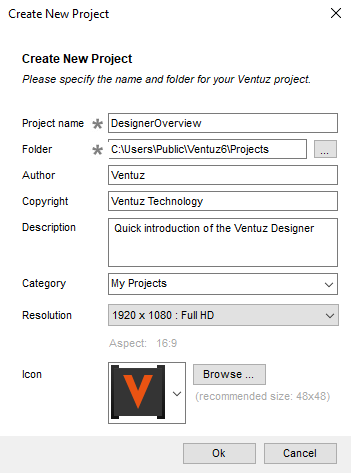 Create New Project
Create New Project
Please specify the name and folder for your Ventuz project.
Project name * DesignerOverview
Folder * C:\Users\Public\Ventuz6\Projects ...
Author Ventuz
Copyright Ventuz Technology
Description Quick introduction of the Ventuz Designer
Category My Projects
Resolution 1920 x 1080 : Full HD
Aspect: 16:9
Icon Browse ...
(recommended size: 48x48)
Ok Cancel